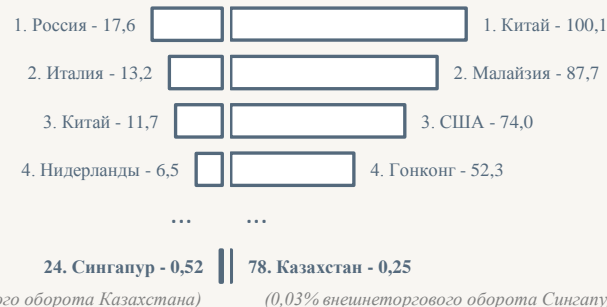 1. Россия - 17,6 1. Китай - 100,1
2. Италия - 13,2 2. Малайзия - 87,7
3. Китай - 11,7 3. США - 74,0
4. Нидерланды - 6,5 4. Гонконг - 52,3
... ...
24. Сингапур - 0,52 78. Казахстан - 0,25
ого оборота Казахстана) (0,03% внешнеторгового оборота Сингапу